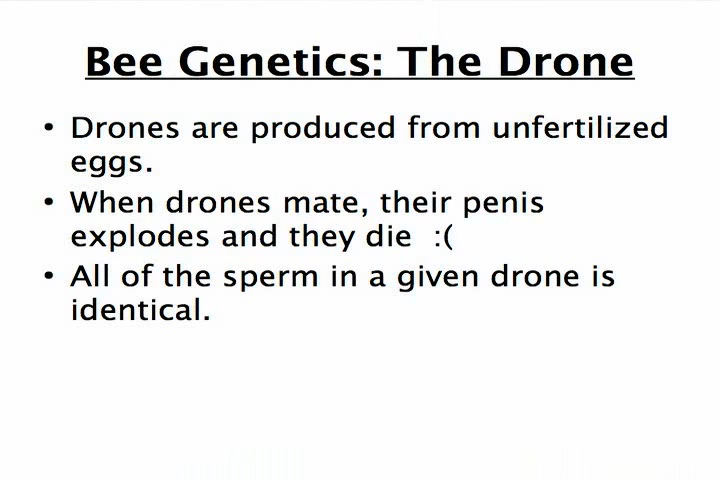 Bee Genetics: The Drone
• Drones are produced from unfertilized
eggs.
• When drones mate, their penis
explodes and they die  :(
• All of the sperm in a given drone is
identical.